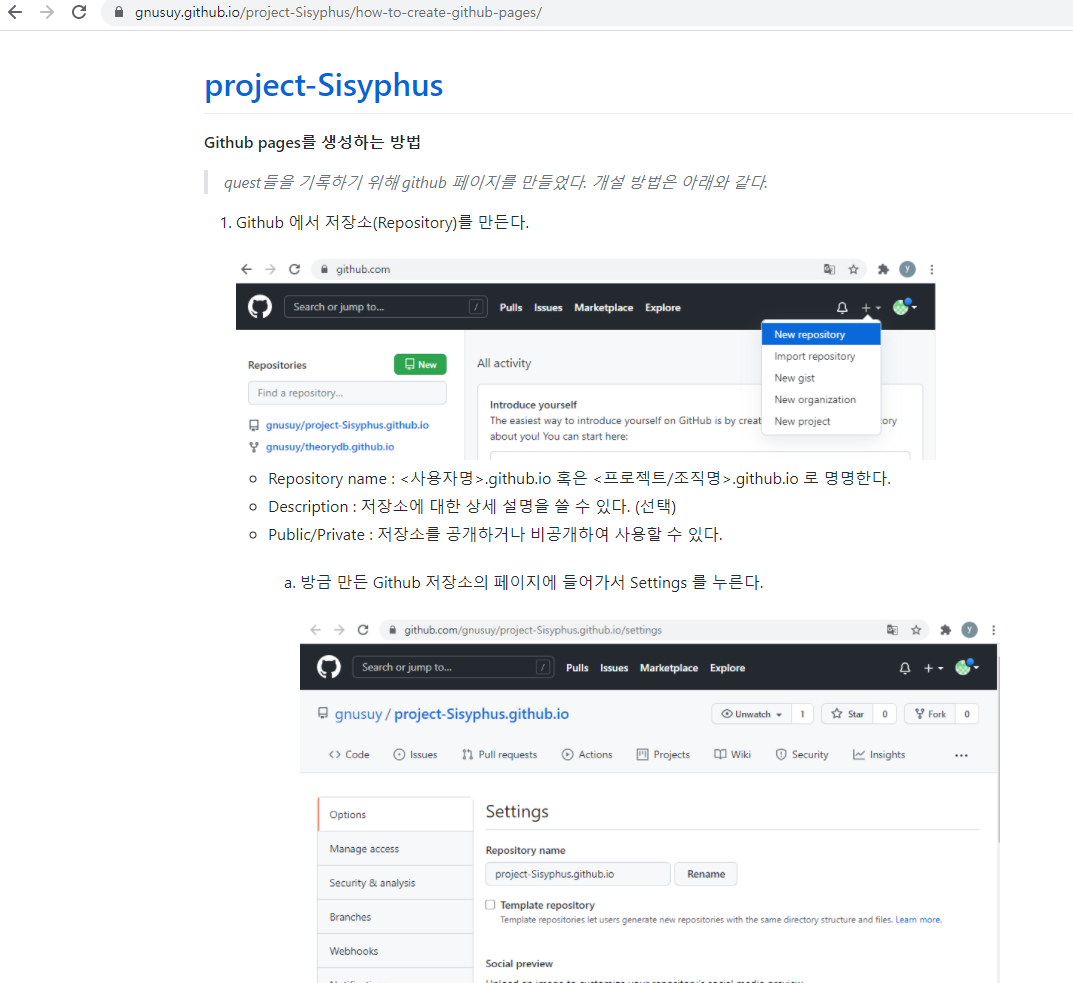 gnusuy.github.io/project-Sisyphus/how-to-create-github-pages/
project-Sisyphus
Github pages를 생성하는 방법
quest들을 기록하기 위해 github 페이지를 만들었다. 개설 방법은 아래와 같다.
1. Github 에서 저장소(Repository)를 만든다.
github.com
y
Search or jump to... /
Pulls Issues Marketplace Explore
New repository
Import repository
New gist
New organization
New project
Repositories
New
Find a repository...
gnusuy/project-Sisyphus.github.io
gnusuy/theorydb.github.io
All activity
Introduce yourself
The easiest way to introduce yourself on GitHub is by creat ory
about you! You can start here:
Repository name : <사용자명>.github.io 혹은 <프로젝트/조직명>.github.io 로 명명한다.
Description : 저장소에 대한 상세 설명을 쓸 수 있다. (선택)
Public/Private : 저장소를 공개하거나 비공개하여 사용할 수 있다.
a. 방금 만든 Github 저장소의 페이지에 들어가서 Settings 를 누른다.
github.com/gnusuy/project-Sisyphus.github.io/settings
y
Search or jump to... /
Pulls Issues Marketplace Explore
gnusuy / project-Sisyphus.github.io
Unwatch 1 Star 0 Fork 0
Code Issues Pull requests Actions Projects Wiki Security Insights ...
Options
Manage access
Security & analysis
Branches
Webhooks
Settings
Repository name
project-Sisyphus.github.io Rename
Template repository
Template repositories let users generate new repositories with the same directory structure and files. Learn more.
Social preview